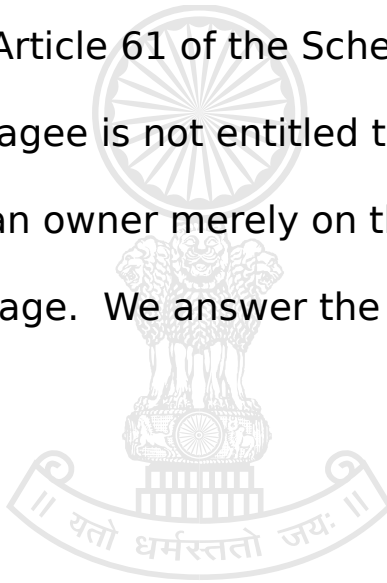 Article 61 of the Sche
agee is not entitled t
an owner merely on t
age. We answer the
॥ यतो धर्मस्ततो जयः ॥